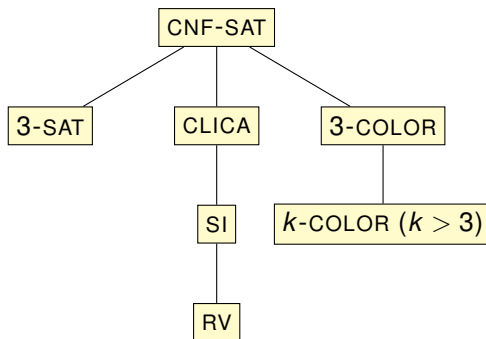 CNF-SAT
3-SAT
CLICA
3-COLOR
SI
k-COLOR (k > 3)
RV